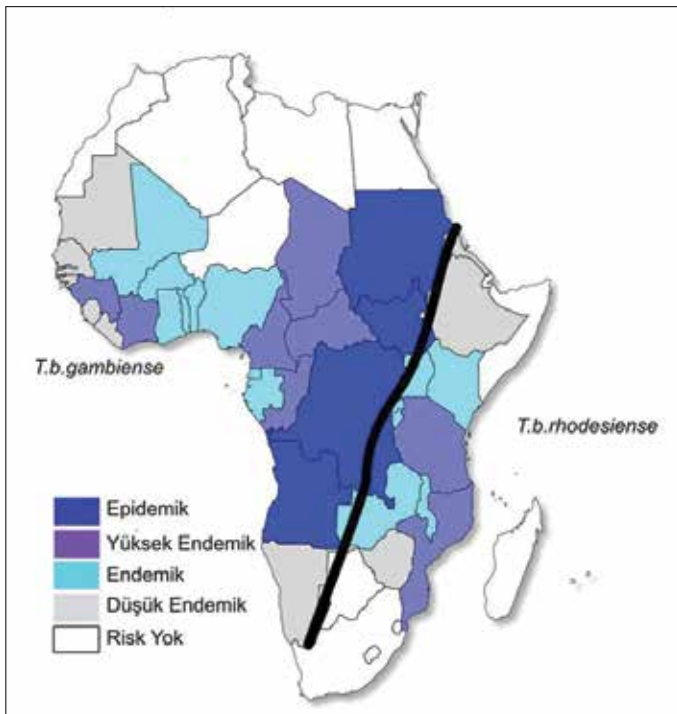 T.b.gambiense
T.b.rhodesiense
Epidemik
Yüksek Endemik
Endemik
Düşük Endemik
Risk Yok